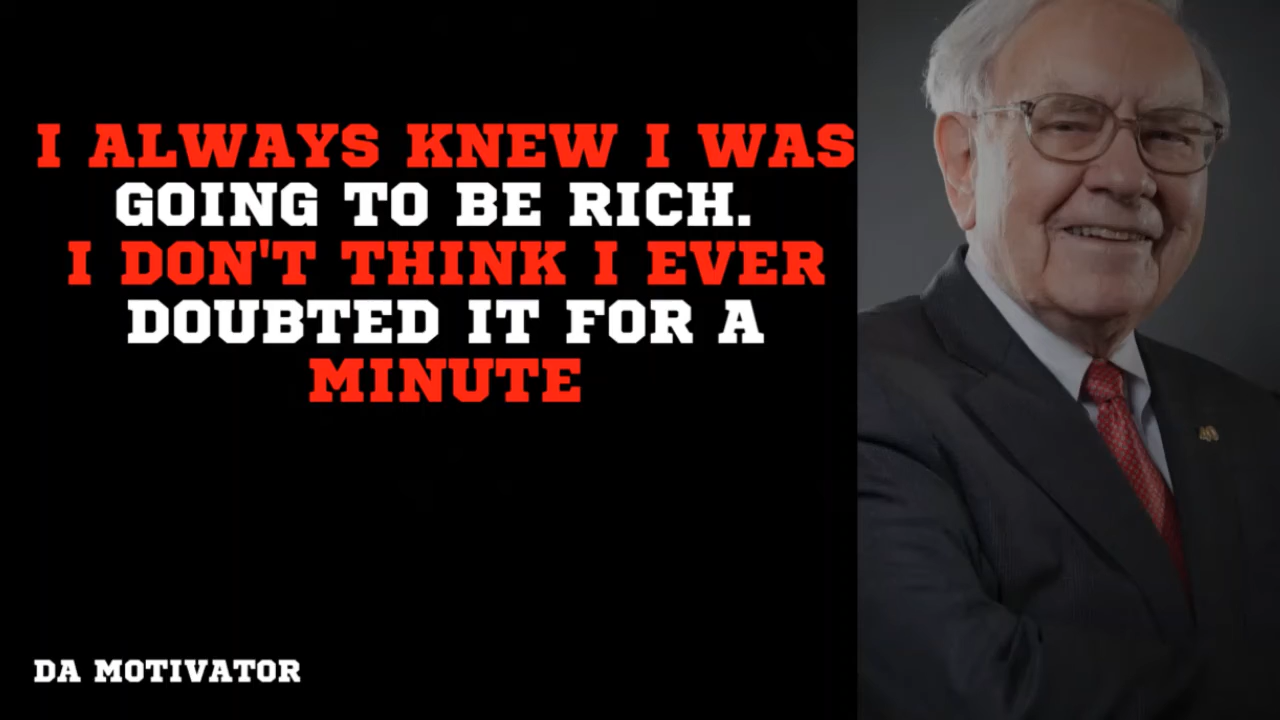 I ALWAYS KNEW I WAS
GOING TO BE RICH.
I DON'T THINK I EVER
DOUBTED IT FOR A
MINUTE
DA MOTIVATOR